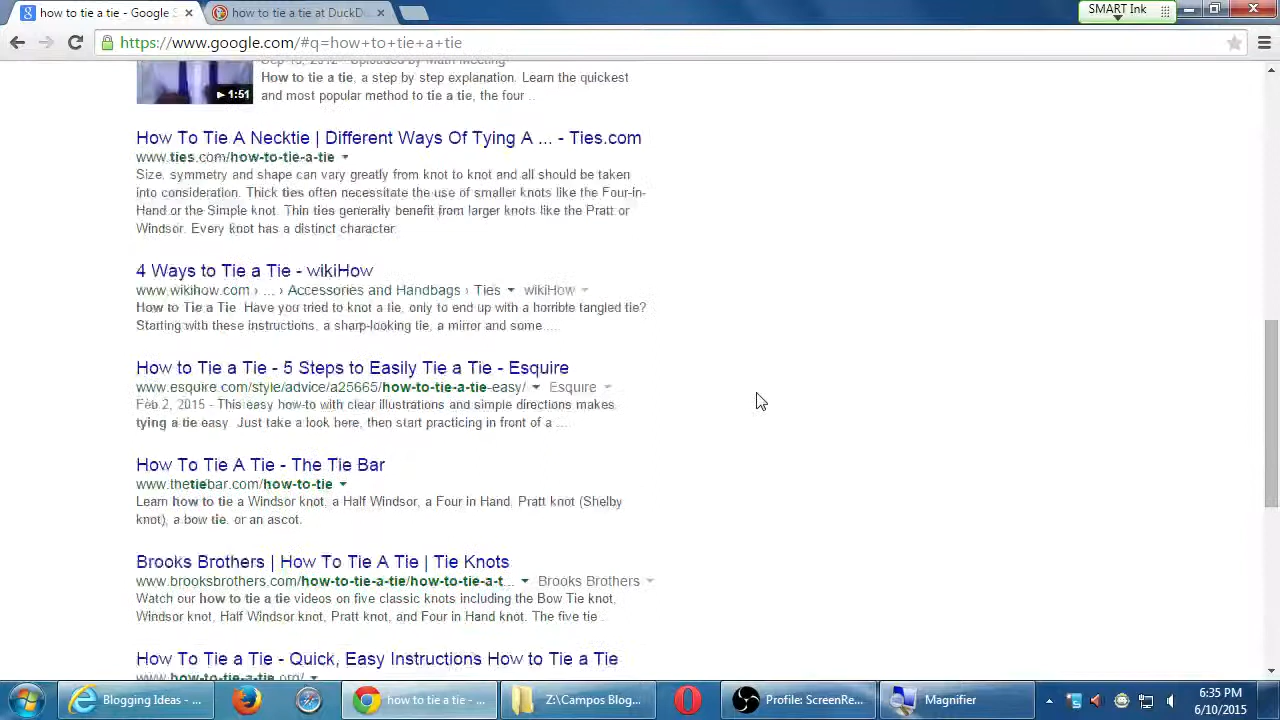 how to tie a tie - Google S
how to tie a tie at DuckD
SMART Ink
https://www.google.com/#q=how+to+tie+a+tie
Sep 19, 2012 - Uploaded by Math Meeting
How to tie a tie, a step by step explanation. Learn the quickest
1:51
and most popular method to tie a tie, the four ..
How To Tie A Necktie | Different Ways Of Tying A ... - Ties.com
www.ties.com/how-to-tie-a-tie
Size, symmetry and shape can vary greatly from knot to knot and all should be taken
into consideration. Thick ties often necessitate the use of smaller knots like the Four-in-
Hand or the Simple knot. Thin ties generally benefit from larger knots like the Pratt or
Windsor. Every knot has a distinct character.
4 Ways to Tie a Tie - wikiHow
www.wikihow.com › ... › Accessories and Handbags › Ties wikiHow
How to Tie a Tie. Have you tried to knot a tie, only to end up with a horrible tangled tie?
Starting with these instructions, a sharp-looking tie, a mirror and some ...
How to Tie a Tie - 5 Steps to Easily Tie a Tie - Esquire
www.esquire.com/style/advice/a25665/how-to-tie-a-tie-easy/ Esquire
Feb 2, 2015 - This easy how-to with clear illustrations and simple directions makes
tying a tie easy. Just take a look here, then start practicing in front of a ....
How To Tie A Tie - The Tie Bar
www.thetiebar.com/how-to-tie
Learn how to tie a Windsor knot, a Half Windsor, a Four in Hand, Pratt knot (Shelby
knot), a bow tie, or an ascot.
Brooks Brothers | How To Tie A Tie | Tie Knots
www.brooksbrothers.com/how-to-tie-a-tie/how-to-tie-a-t... Brooks Brothers
Watch our how to tie a tie videos on five classic knots including the Bow Tie knot,
Windsor knot, Half Windsor knot, Pratt knot, and Four in Hand knot. The five tie ..
How To Tie a Tie - Quick, Easy Instructions How to Tie a Tie
www.how-to-tie-a-tie.org/
Blogging Ideas - ...
how to tie a tie - ...
Z:\Campos Blog...
Profile: ScreenRe...
Magnifier
6:35 PM
6/10/2015